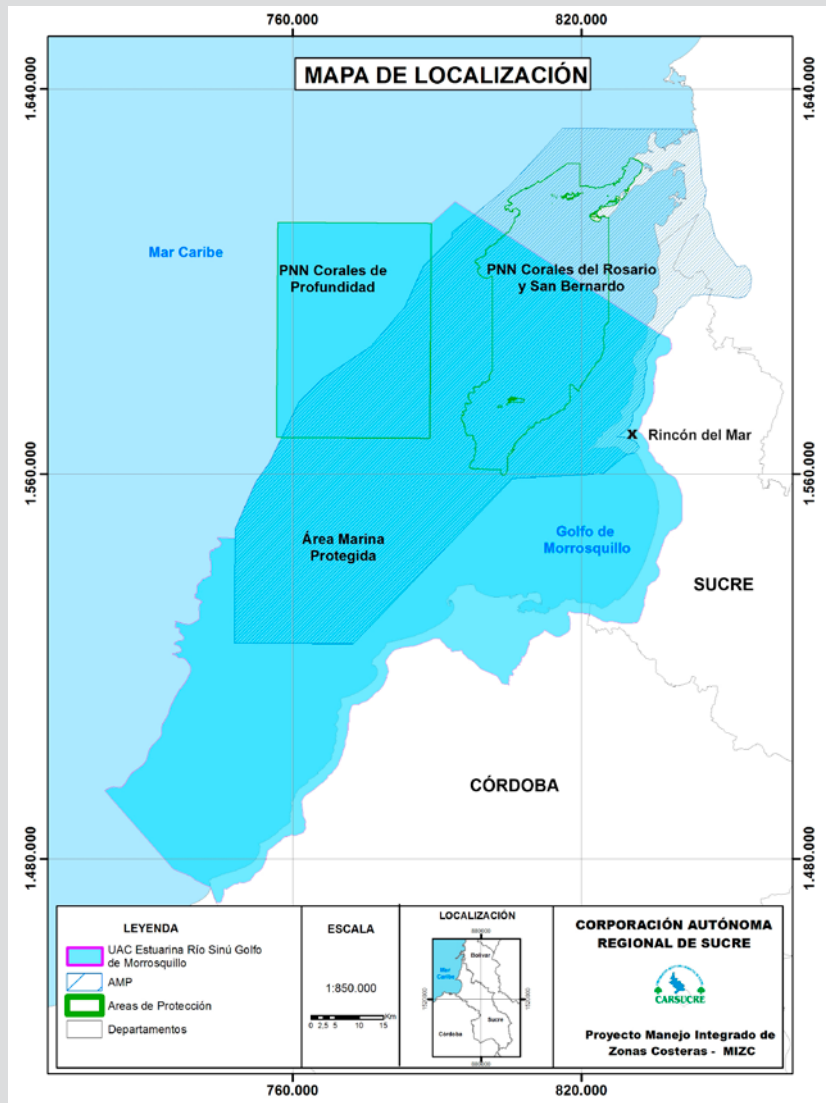 760.000
820.000
MAPA DE LOCALIZACIÓN
1.640.000
1.640.000
Mar Caribe
PNN Corales de
Profundidad
PNN Corales del Rosario
y San Bernardo
x Rincón del Mar
1.560.000
1.560.000
Área Marina
Protegida
Golfo de
Morrosquillo
SUCRE
CÓRDOBA
1.480.000
1.480.000
LEYENDA
UAC Estuarina Río Sinú Golfo
de Morrosquillo
AMP
Areas de Protección
Departamentos
ESCALA
1:850.000
0 2,5 5 10 15 Km
LOCALIZACIÓN
Bolívar
Mar
Caribe
Sucre
Córdoba
CORPORACIÓN AUTÓNOMA
REGIONAL DE SUCRE
CARSUCRE
Proyecto Manejo Integrado de
Zonas Costeras - MIZC
760.000
820.000